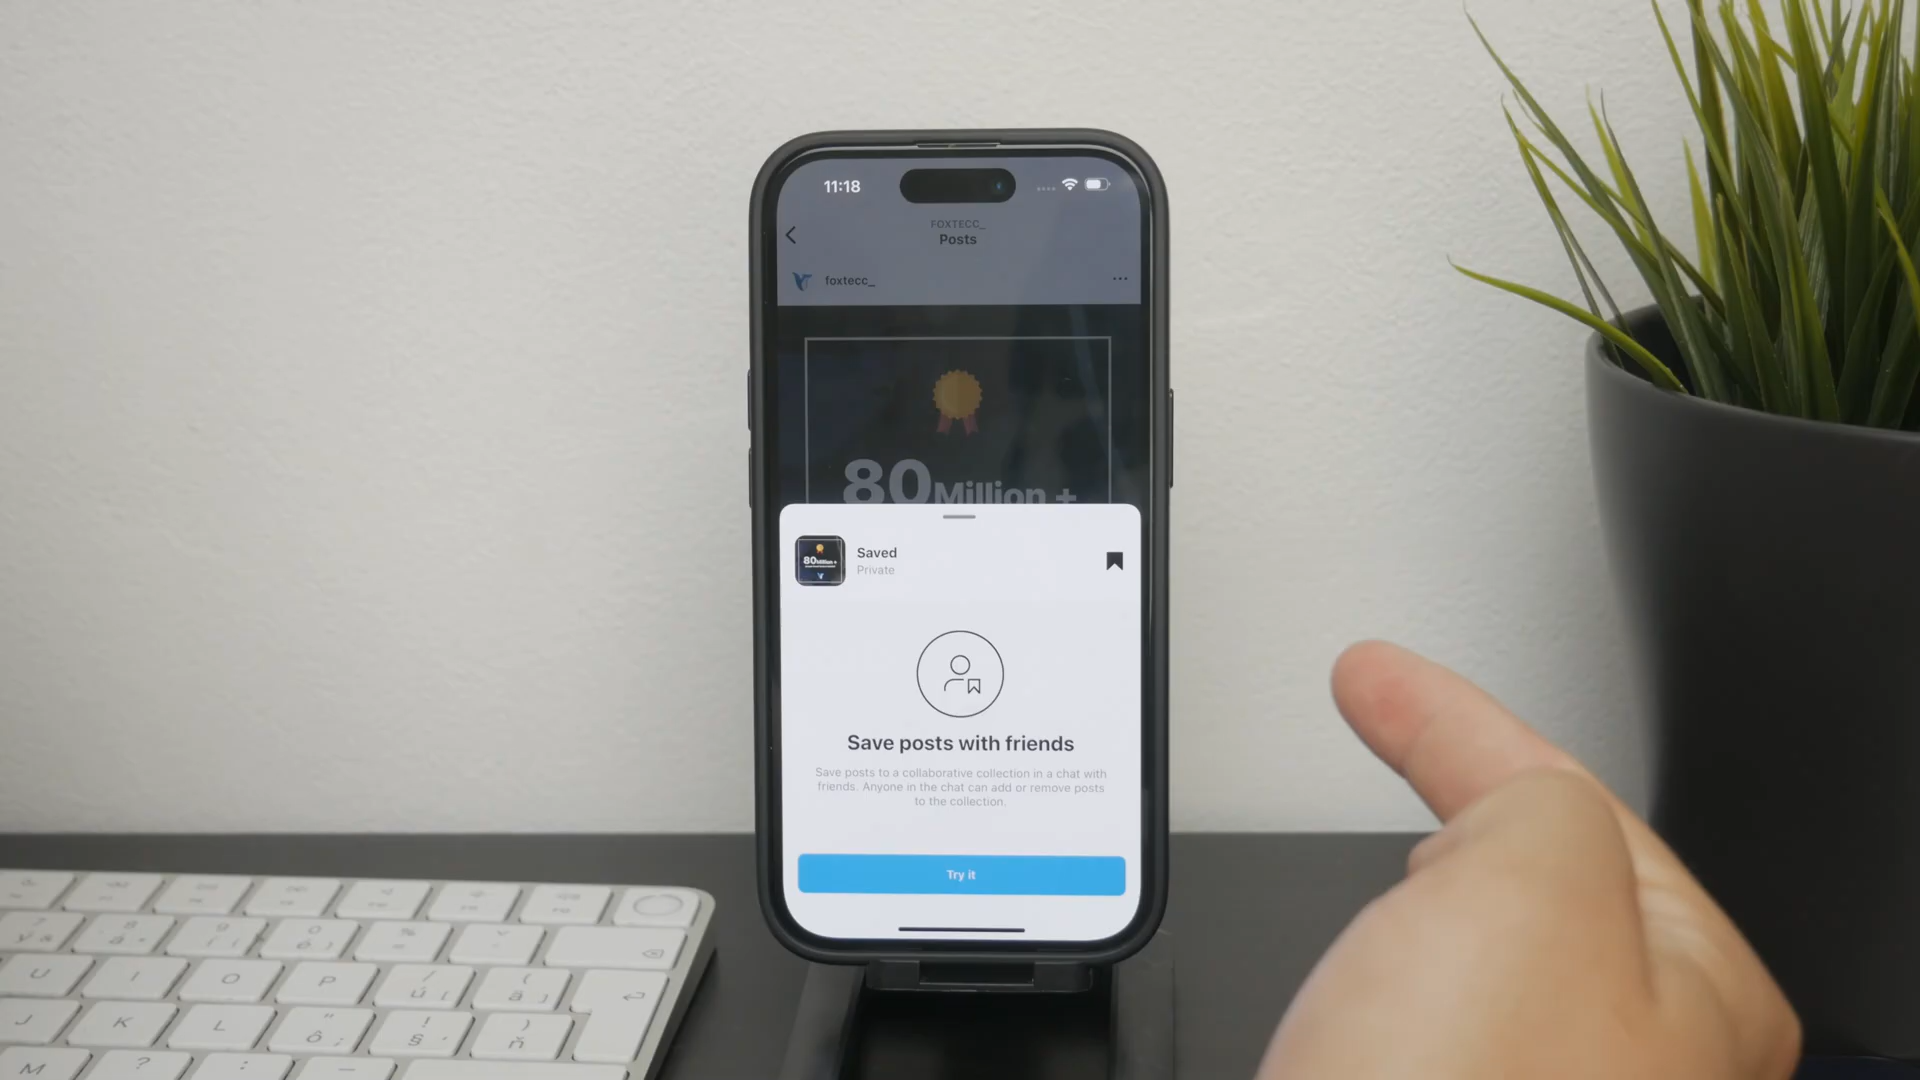 11:18
FOXTECC_
Posts
foxtecc_
80Million +
80Million +
Saved
Private
Save posts with friends
Save posts to a collaborative collection in a chat with
friends. Anyone in the chat can add or remove posts
to the collection.
Try it
U I O P / ú ( ä )
J K L " ô ; ! § ) ň
M ? : _